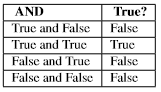 AND True?
True and False False
True and True True
False and True False
False and False False